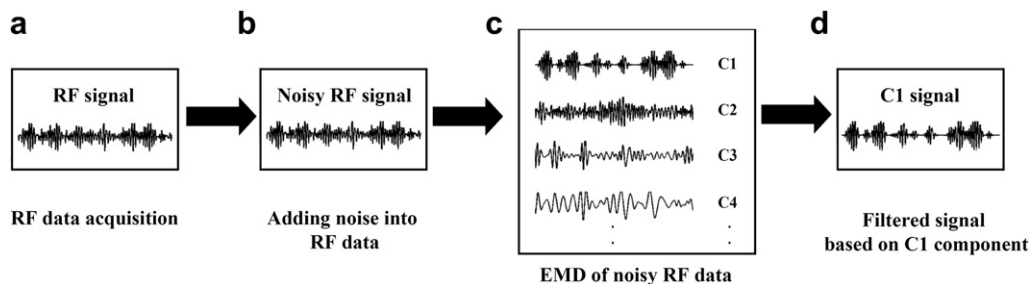 a
RF signal
RF data acquisition
b
Noisy RF signal
Adding noise into
RF data
c
C1
C2
C3
C4
EMD of noisy RF data
d
C1 signal
Filtered signal
based on C1 component